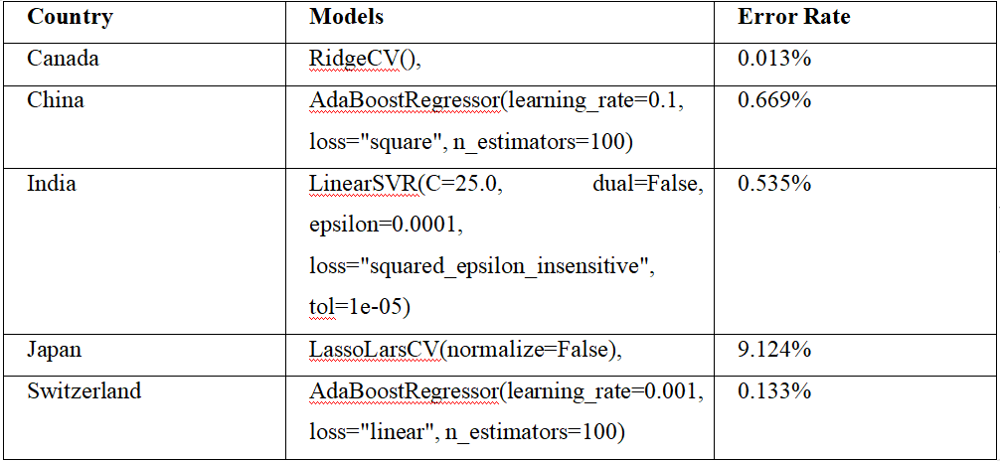 Country Models Error Rate
Canada RidgeCV(), 0.013%
China AdaBoostRegressor(learning_rate=0.1, 0.669%
loss="square", n_estimators=100)
India LinearSVR(C=25.0, dual=False, 0.535%
epsilon=0.0001,
loss="squared_epsilon_insensitive",
tol=1e-05)
Japan LassoLarsCV(normalize=False), 9.124%
Switzerland AdaBoostRegressor(learning_rate=0.001, 0.133%
loss="linear", n_estimators=100)